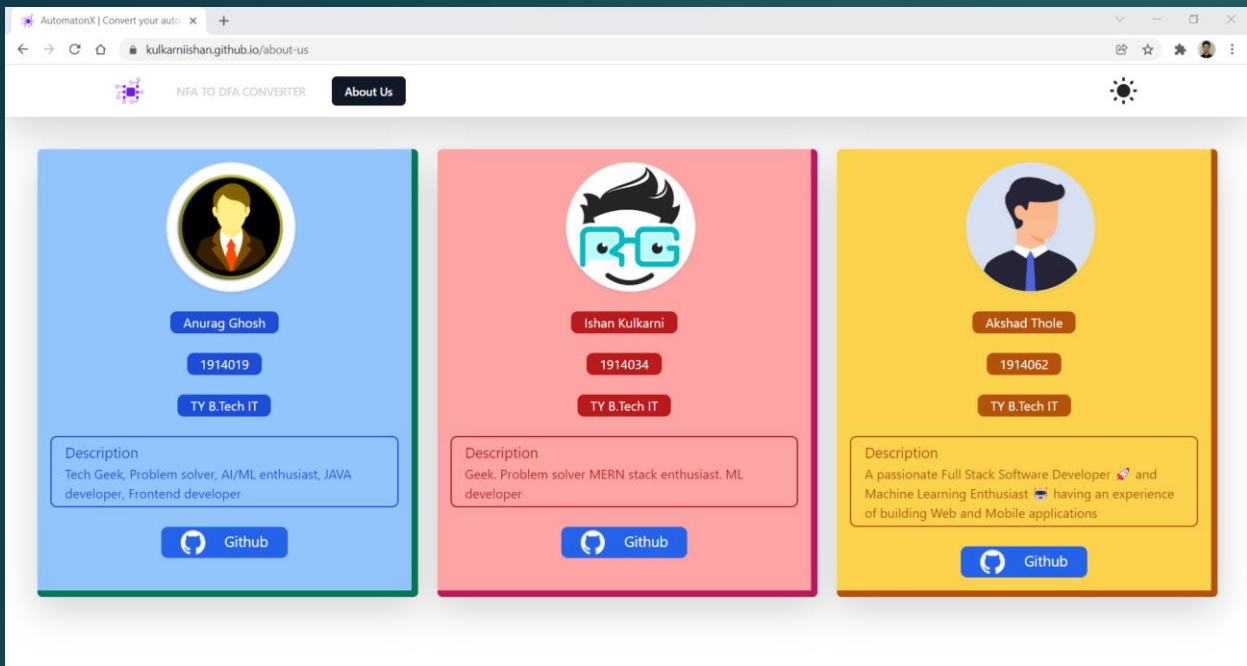 AutomatonX | Convert your auto
kulkarniishan.github.io/about-us
NFA TO DFA CONVERTER
About Us
Anurag Ghosh
1914019
TY B.Tech IT
Description
Tech Geek, Problem solver, AI/ML enthusiast, JAVA
developer, Frontend developer
Github
RG
Ishan Kulkarni
1914034
TY B.Tech IT
Description
Geek. Problem solver MERN stack enthusiast. ML
developer
Github
Akshad Thole
1914062
TY B.Tech IT
Description
A passionate Full Stack Software Developer 🚀 and
Machine Learning Enthusiast 🤖 having an experience
of building Web and Mobile applications
Github